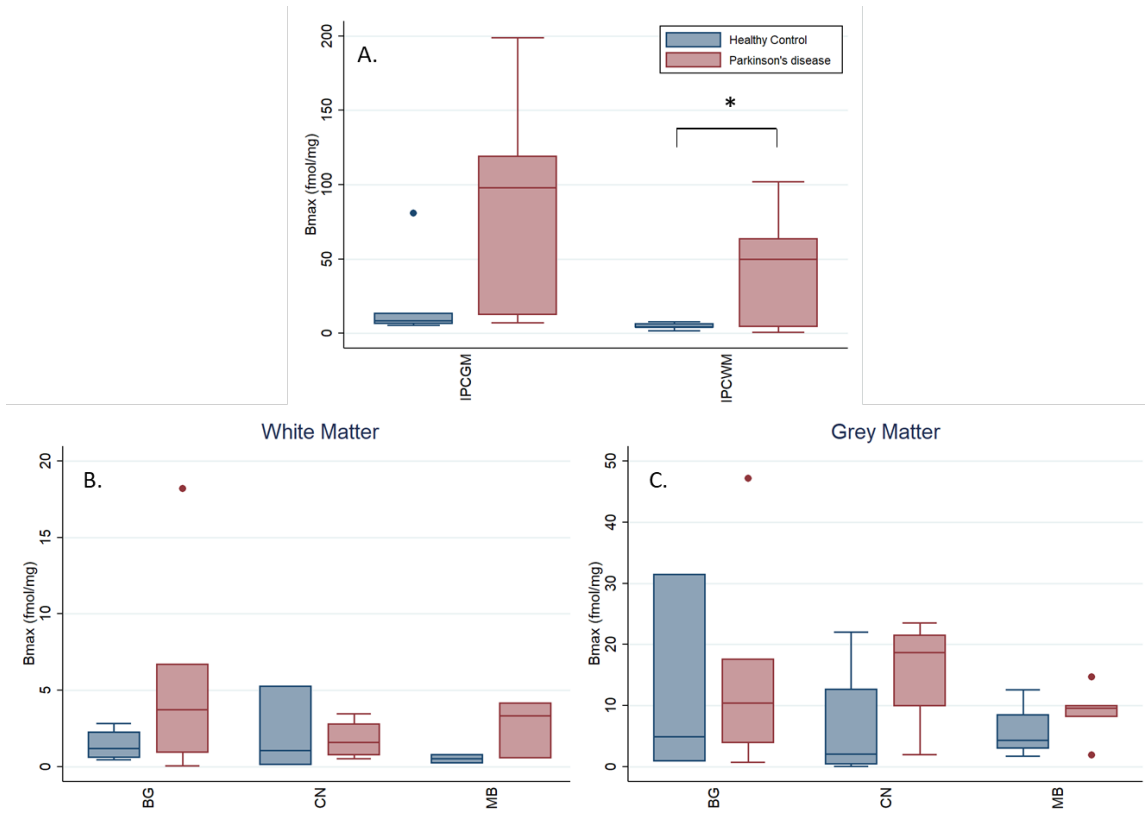 A.
Healthy Control
Parkinson's disease
*
200
150
100
50
0
Bmax (fmol/mg)
IPCGM
IPCWM
White Matter
B.
20
15
10
5
0
Bmax (fmol/mg)
BG
CN
MB
Grey Matter
C.
50
40
30
20
10
0
Bmax (fmol/mg)
BG
CN
MB